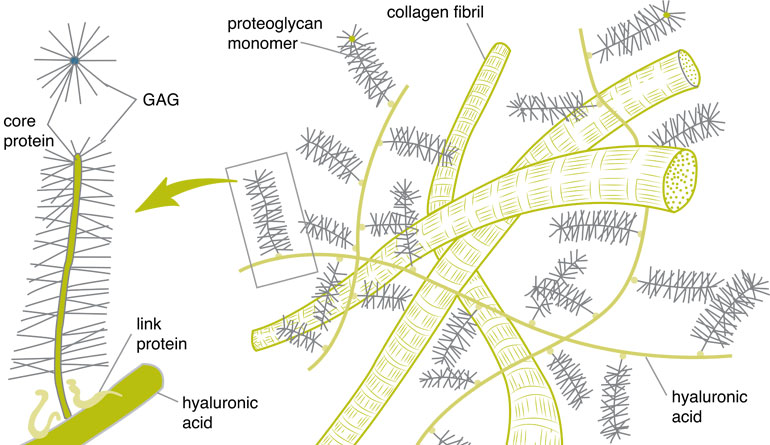 proteoglycan
monomer
collagen fibril
GAG
core
protein
link
protein
hyaluronic
acid
hyaluronic
acid